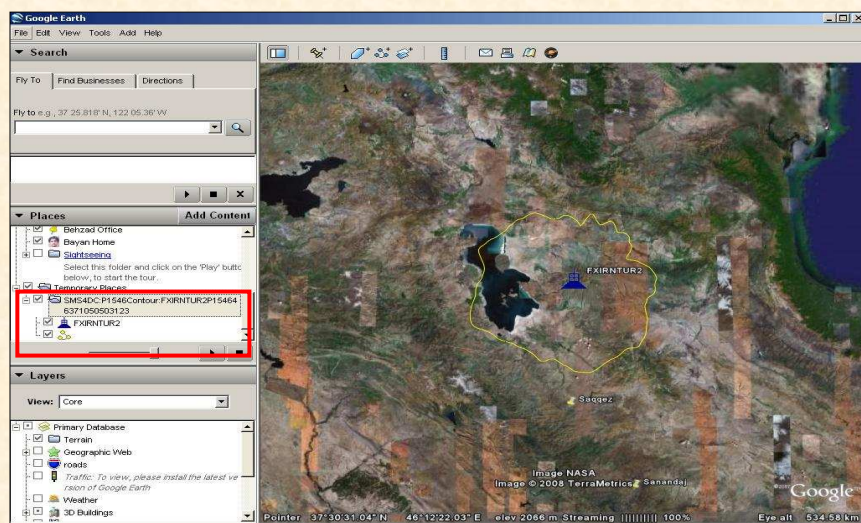 Google Earth
File Edit View Tools Add Help
Search
Fly To
Find Businesses
Directions
Fly to e.g., 37 25.818' N, 122 05.36' W
Places
Add Content
Behzad Office
Bayan Home
Sightseeing
Select this folder and click on the 'Play' butto
below, to start the tour.
Temporary Places
SMS4DC:P1546Contour:FXIRNTUR2P15464
6371050503123
FXIRNTUR2
Layers
View: Core
Primary Database
Terrain
Geographic Web
roads
Traffic: To view, please install the latest ve
rsion of Google Earth
Weather
3D Buildings
FXIRNTUR2
Saqqez
Sanandaj
Image NASA
Image © 2008 TerraMetrics
Google
Pointer 37°30'31.04" N 46°12'22.03" E elev 2066 m Streaming |||||||||| 100% Eye alt 534.58 km